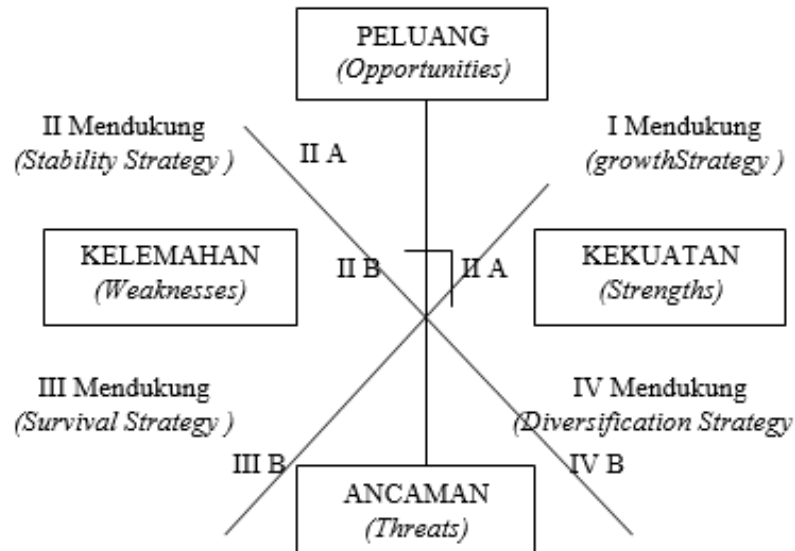 PELUANG
(Opportunities)
II Mendukung
(Stability Strategy )
II A
I Mendukung
(growthStrategy )
KELEMAHAN
(Weaknesses)
II B
II A
KEKUATAN
(Strengths)
III Mendukung
(Survival Strategy )
IV Mendukung
(Diversification Strategy
III B
IV B
ANCAMAN
(Threats)